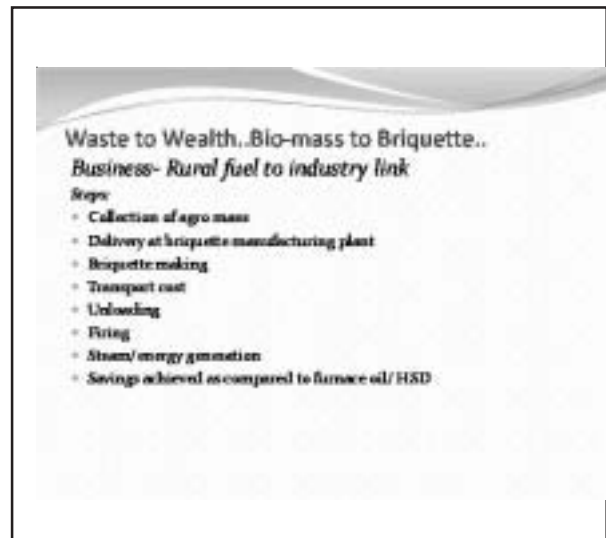 Waste to Wealth..Bio-mass to Briquette..
Business- Rural fuel to industry link
Steps:
• Collection of agro mass
• Delivery at briquette manufacturing plant
• Briquette making
• Transport cost
• Unloading
• Firing
• Steam/ energy generation
• Savings achieved as compared to furnace oil/ HSD